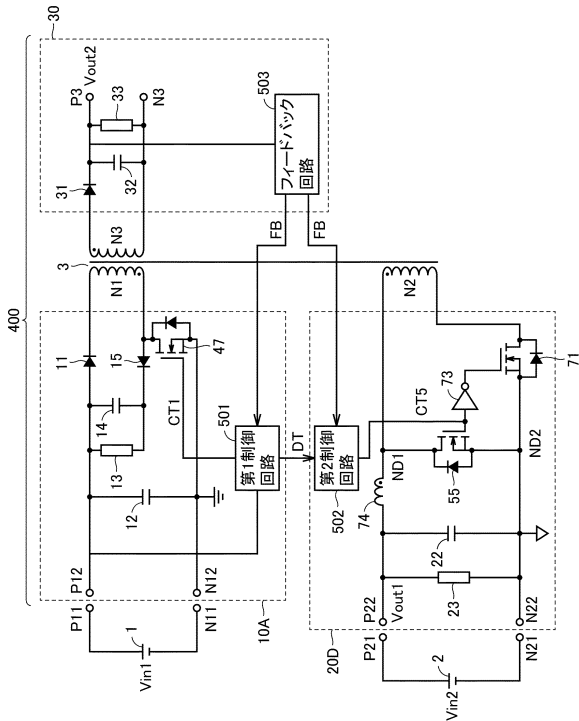 400
30
P3
Vout2
N3
33
31
32
503
フィードバック
回路
FB
FB
3
N3
N1
N2
11
15
47
14
13
12
CT1
501
第1制御
回路
DT
第2制御
回路
502
CT5
73
71
ND1
ND2
55
74
22
23
P12
N12
P11
N11
10A
1
Vin1
P22
Vout1
N22
P21
N21
20D
2
Vin2